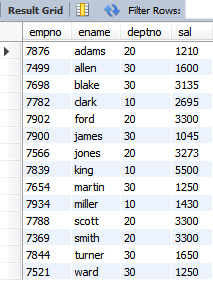 Result Grid Filter Rows:
empno ename deptno sal
7876 adams 20 1210
7499 allen 30 1600
7698 blake 30 3135
7782 clark 10 2695
7902 ford 20 3300
7900 james 30 1045
7566 jones 20 3273
7839 king 10 5500
7654 martin 30 1250
7934 miller 10 1430
7788 scott 20 3300
7369 smith 20 3300
7844 turner 30 1650
7521 ward 30 1250